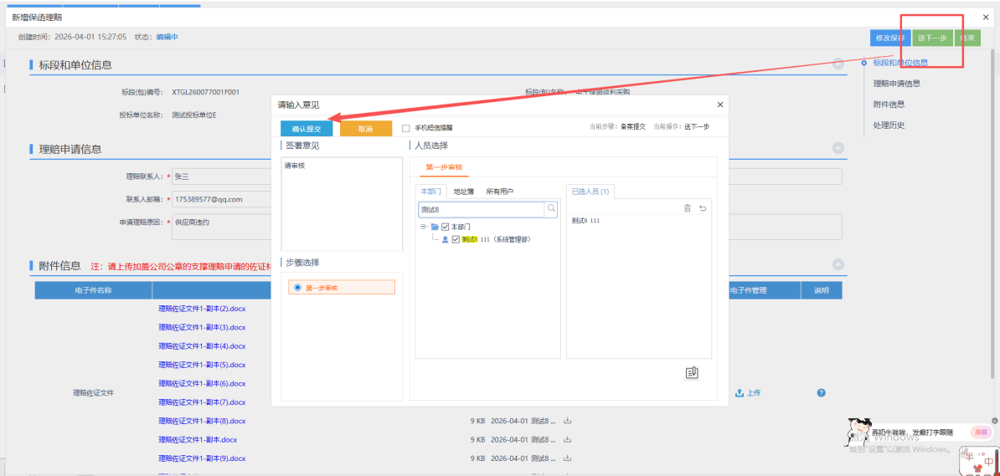 新增保函理赔
×
创建时间：2026-04-01 15:27:05 状态：编辑中
修改保存 送下一步 结束
标段和单位信息
标段(包)编号： XTGL260077001F001
标段(包)名称：
投标单位名称： 测试投标单位E
理赔申请信息
理赔联系人：* 张三
联系人邮箱：* 175389577@qq.com
申请理赔原因：* 供应商违约
附件信息 注：请上传加盖公司公章的支撑理赔申请的佐证材
电子件名称 电子件管理 说明
理赔佐证文件
理赔佐证文件1-副本(2).docx
理赔佐证文件1-副本(3).docx
理赔佐证文件1-副本(4).docx
理赔佐证文件1-副本(5).docx
理赔佐证文件1-副本(6).docx
理赔佐证文件1-副本(7).docx
理赔佐证文件1-副本(8).docx 9 KB 2026-04-01 测试8 ...
理赔佐证文件1-副本.docx 9 KB 2026-04-01 测试8 ...
理赔佐证文件1-副本(9).docx 9 KB 2026-04-01 测试8 ...
上传
标段和单位信息
理赔申请信息
附件信息
处理历史
请输入意见 ×
确认提交 取消 手机短信提醒 当前步骤：备案提交 当前操作：送下一步
签署意见
请审核
步骤选择
第一步审核
人员选择
第一步审核
本部门 地址簿 所有用户
测试8
本部门
测试8 111（系统管理部）
已选人员 (1)
测试8 111
养奶牛喻喻，发癫打字跟随 换肤
激活 Windows
转到"设置"以激活 Windows。
半 中